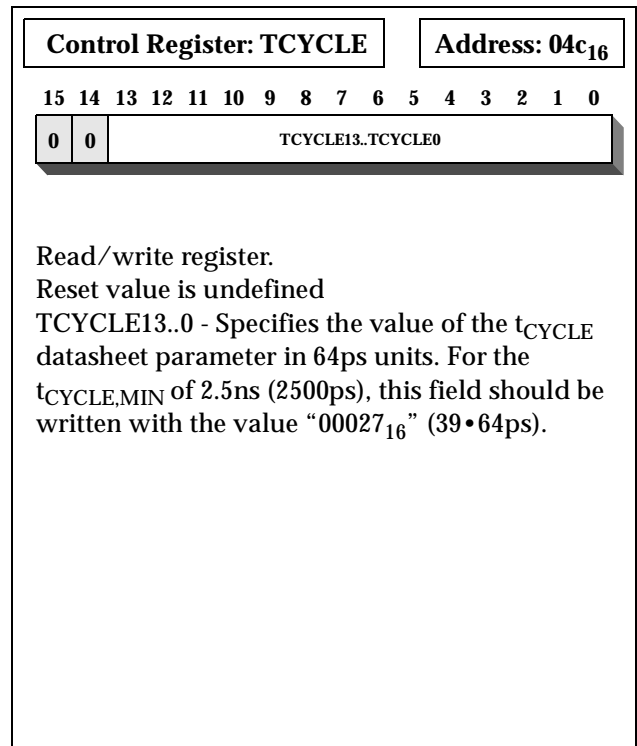 Control Register: TCYCLE
Address: 04c16
15 14 13 12 11 10 9 8 7 6 5 4 3 2 1 0
0 0 TCYCLE13..TCYCLE0
Read/write register.
Reset value is undefined
TCYCLE13..0 - Specifies the value of the tCYCLE
datasheet parameter in 64ps units. For the
tCYCLE,MIN of 2.5ns (2500ps), this field should be
written with the value “0002716” (39•64ps).